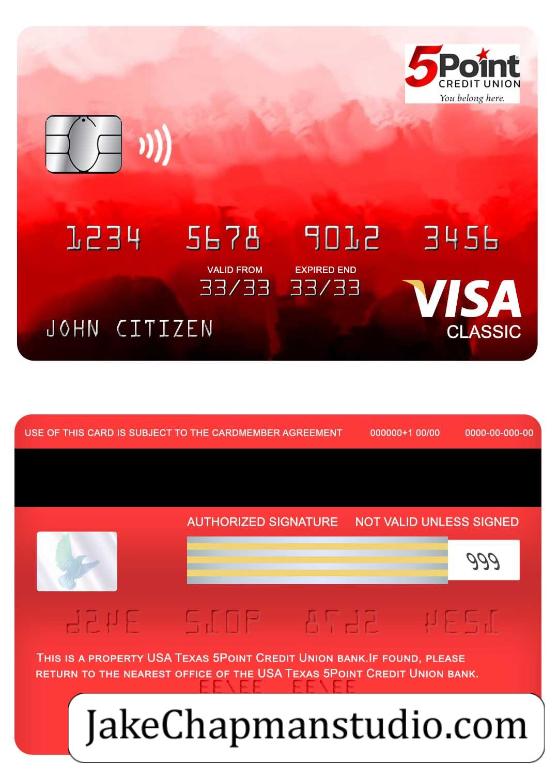 5Point
CREDIT UNION
You belong here.
1234 5678 9012 3456
VALID FROM EXPIRED END
33/33 33/33
VISA
JOHN CITIZEN
CLASSIC
USE OF THIS CARD IS SUBJECT TO THE CARDMEMBER AGREEMENT 000000+1 00/00 0000-00-000-00
AUTHORIZED SIGNATURE NOT VALID UNLESS SIGNED
999
THIS IS A PROPERTY USA TEXAS 5POINT CREDIT UNION BANK.IF FOUND, PLEASE
RETURN TO THE NEAREST OFFICE OF THE USA TEXAS 5POINT CREDIT UNION BANK.
JakeChapmanstudio.com